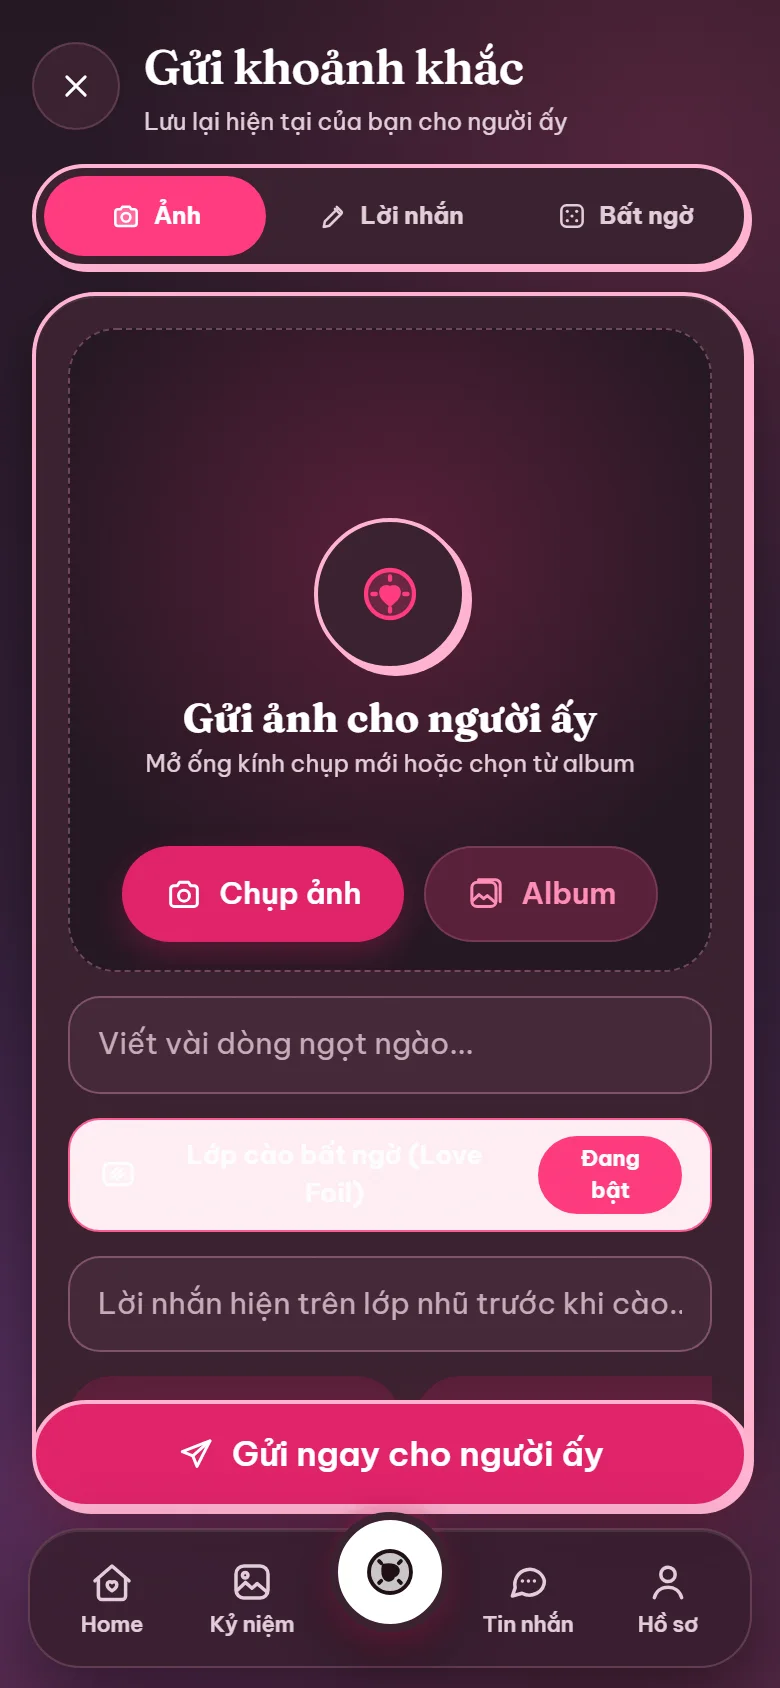 Gửi khoảnh khắc
Lưu lại hiện tại của bạn cho người ấy
Ảnh
Lời nhắn
Bất ngờ
Gửi ảnh cho người ấy
Mở ống kính chụp mới hoặc chọn từ album
Chụp ảnh
Album
Viết vài dòng ngọt ngào...
Lớp cào bất ngờ (Love
Foil)
Đang
bật
Lời nhắn hiện trên lớp nhũ trước khi cào..
Gửi ngay cho người ấy
Home
Kỷ niệm
Tin nhắn
Hồ sơ